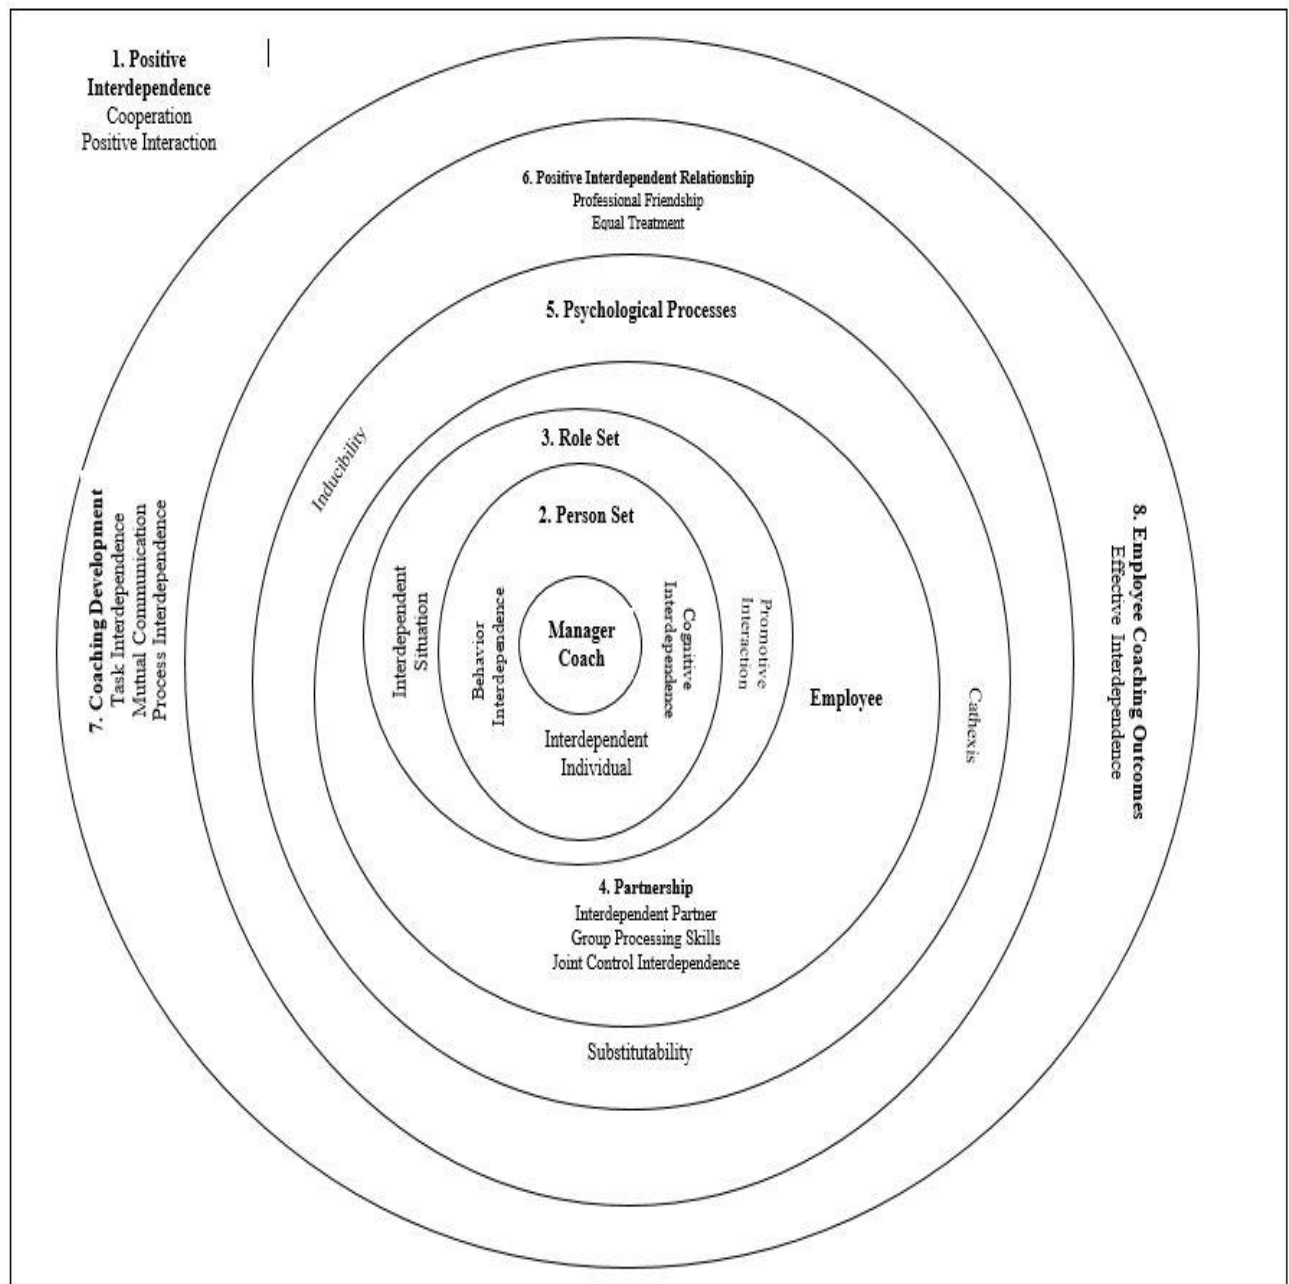 1. Positive
Interdependence
Cooperation
Positive Interaction
6. Positive Interdependent Relationship
Professional Friendship
Equal Treatment
5. Psychological Processes
Inducibility
3. Role Set
2. Person Set
Interdependent
Situation
Behavior
Interdependence
Manager
Coach
Cognitive
Interdependence
Promotive
Interaction
Interdependent
Individual
Employee
Cathexis
7. Coaching Development
Task Interdependence
Mutual Communication
Process Interdependence
8. Employee Coaching Outcomes
Effective Interdependence
4. Partnership
Interdependent Partner
Group Processing Skills
Joint Control Interdependence
Substitutability